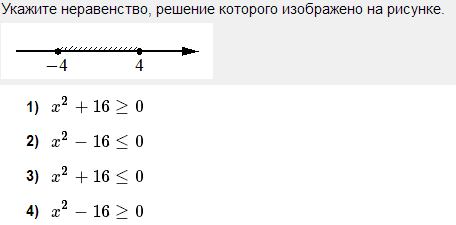 Укажите неравенство, решение которого изображено на рисунке.
−4 4
1) x² + 16 ≥ 0
2) x² − 16 ≤ 0
3) x² + 16 ≤ 0
4) x² − 16 ≥ 0